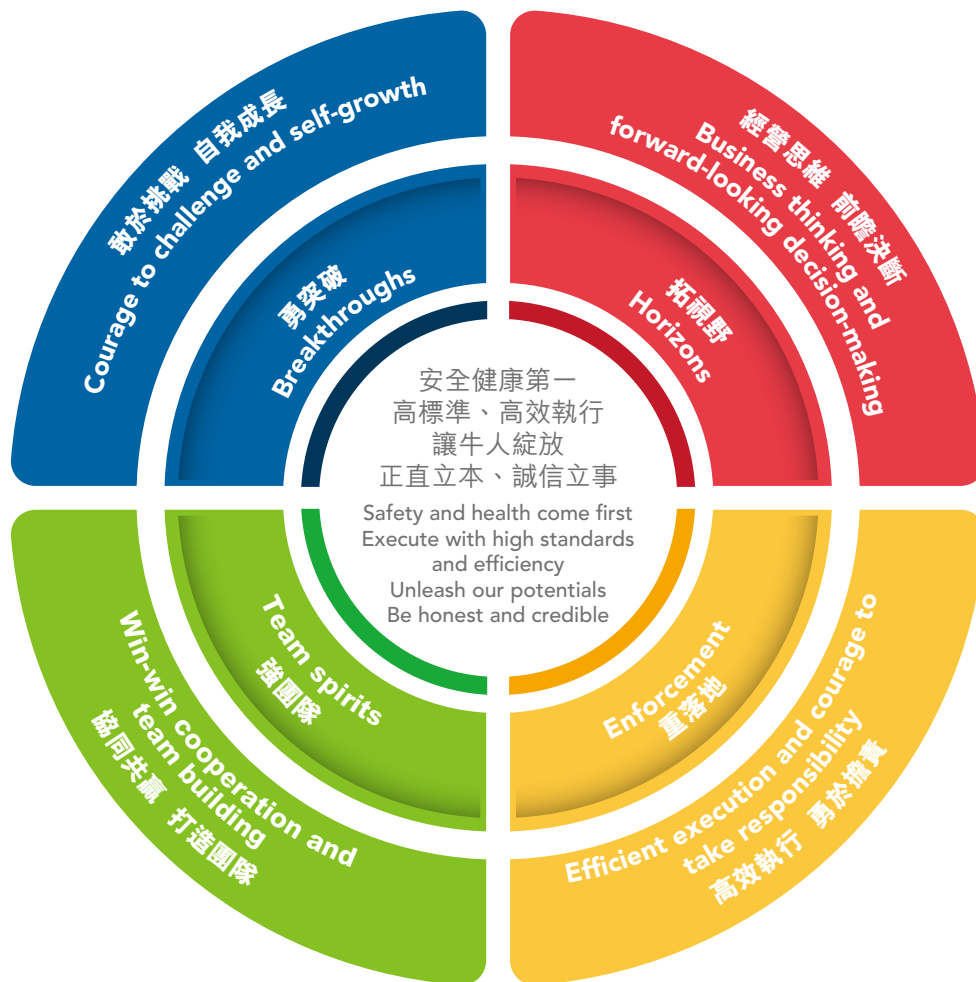 敢於挑戰 自我成長
Courage to challenge and self-growth
勇突破
Breakthroughs
經營思維 前瞻決斷
Business thinking and
forward-looking decision-making
拓視野
Horizons
安全健康第一
高標準、高效執行
讓牛人綻放
正直立本、誠信立事
Safety and health come first
Execute with high standards
and efficiency
Unleash our potentials
Be honest and credible
Team spirits
強團隊
Win-win cooperation and
team building
協同共贏 打造團隊
Enforcement
重落地
Efficient execution and courage to
take responsibility
高效執行 勇於擔責